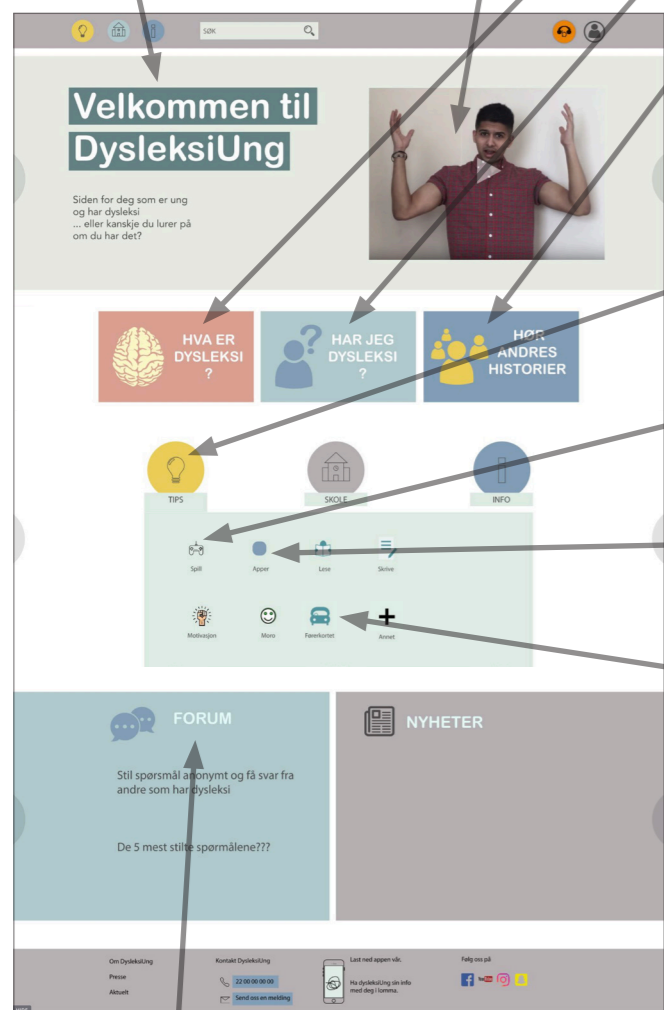 SØK
Velkommen til
DysleksiUng
Siden for deg som er ung
og har dysleksi
... eller kanskje du lurer på
om du har det?
HVA ER
DYSLEKSI
?
HAR JEG
DYSLEKSI
?
HØR
ANDRES
HISTORIER
TIPS
SKOLE
INFO
Spill
Apper
Lese
Skrive
Motivasjon
Moro
Førerkortet
Annet
FORUM
Stil spørsmål anonymt og få svar fra
andre som har dysleksi
De 5 mest stilte spørmålene???
NYHETER
Om DysleksiUng
Presse
Aktuelt
Kontakt DysleksiUng
22 00 00 00 00
Send oss en melding
Last ned appen vår.
Ha dysleksiUng sin info
med deg i lomma.
Følg oss på